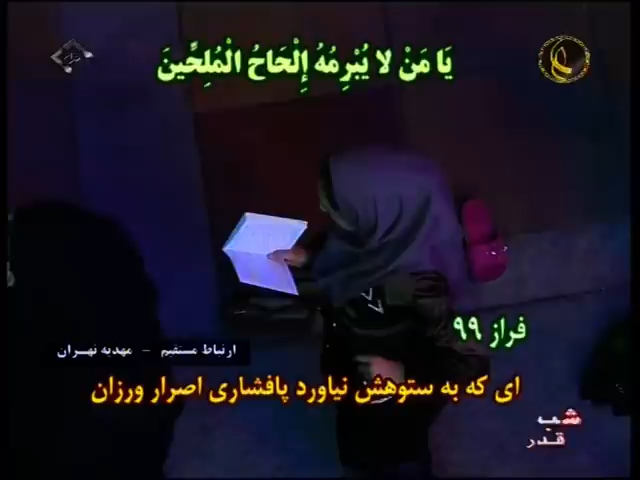 يَا مَنْ لا يُبْرِمُهُ إِلْحَاحُ الْمُلِحِّينَ
فراز ۹۹
ارتباط مستقیم - مهدیه تهران
ای که به ستوهش نیاورد پافشاری اصرار ورزان
شب
قدر